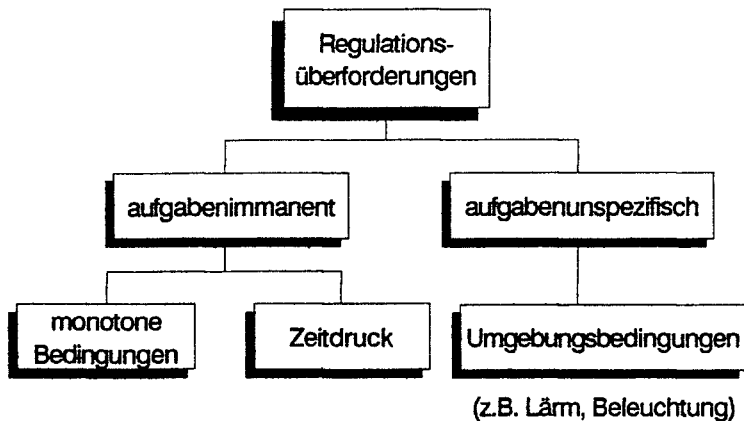 Regulations-
überforderungen
aufgabenimmanent
aufgabenunspezifisch
monotone
Bedingungen
Zeitdruck
Umgebungsbedingungen
(z.B. Lärm, Beleuchtung)